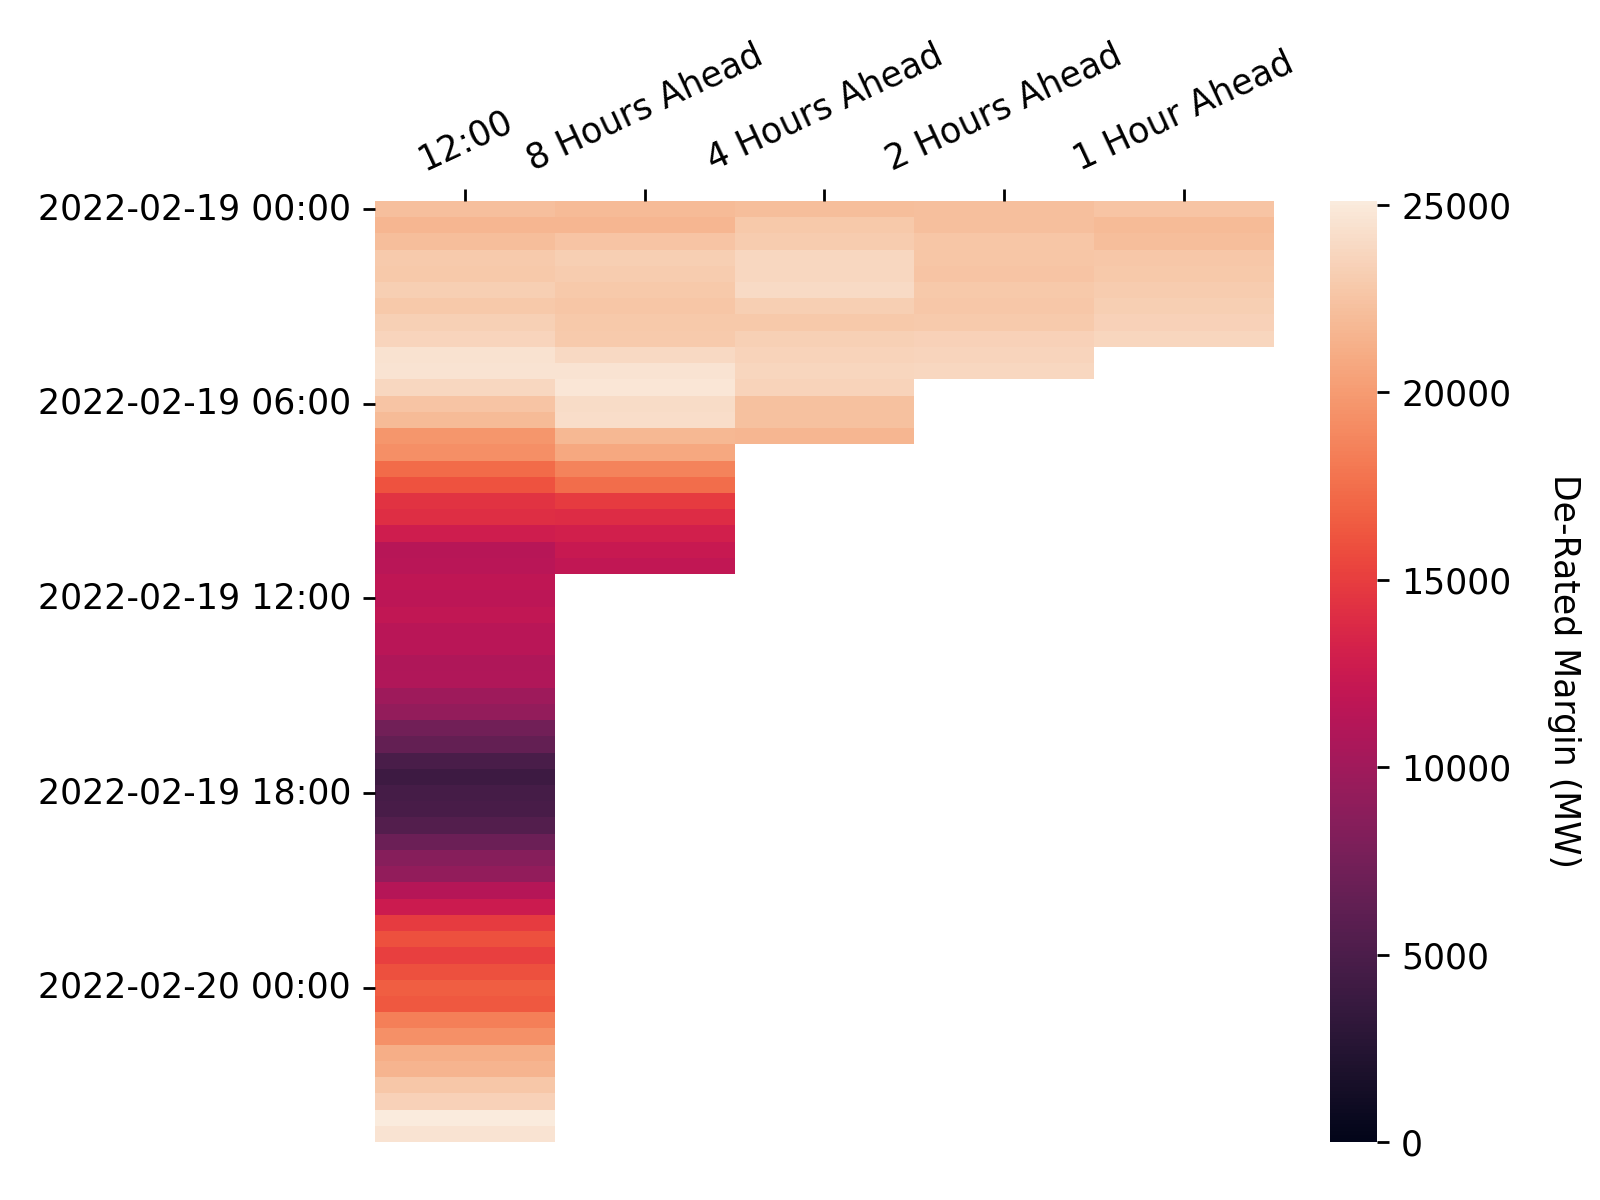 12:00
8 Hours Ahead
4 Hours Ahead
2 Hours Ahead
1 Hour Ahead
2022-02-19 00:00
2022-02-19 06:00
2022-02-19 12:00
2022-02-19 18:00
2022-02-20 00:00
25000
20000
15000
10000
5000
0
De-Rated Margin (MW)